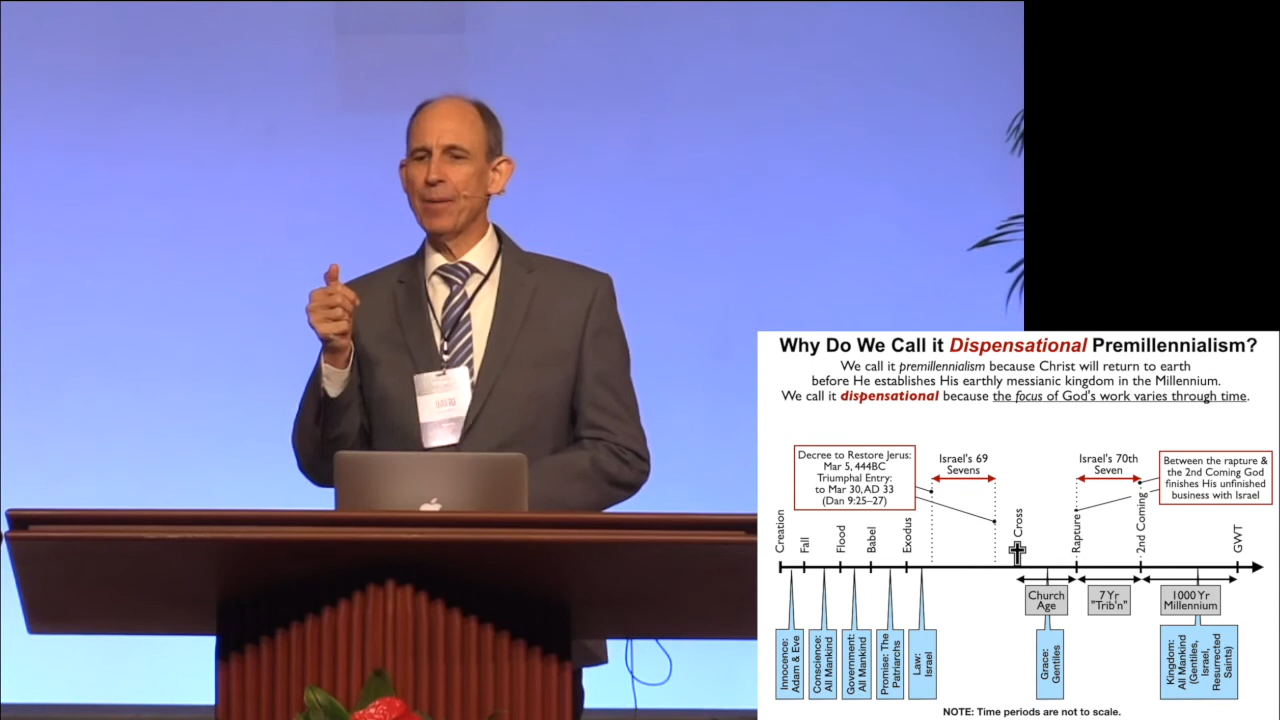 Why Do We Call it Dispensational Premillennialism?
We call it premillennialism because Christ will return to earth
before He establishes His earthly messianic kingdom in the Millennium.
We call it dispensational because the focus of God's work varies through time.
Decree to Restore Jerus:
Mar 5, 444BC
Triumphal Entry:
to Mar 30, AD 33
(Dan 9:25–27)
Israel's 69
Sevens
Israel's 70th
Seven
Between the rapture &
the 2nd Coming God
finishes His unfinished
business with Israel
Creation
Fall
Flood
Babel
Exodus
Cross
Rapture
2nd Coming
GWT
Church
Age
7 Yr
"Trib'n"
1000 Yr
Millennium
Innocence:
Adam & Eve
Conscience:
All Mankind
Government:
All Mankind
Promise: The
Patriarchs
Law:
Israel
Grace:
Gentiles
Kingdom:
All Mankind
(Gentiles,
Israel,
Resurrected
Saints)
NOTE: Time periods are not to scale.